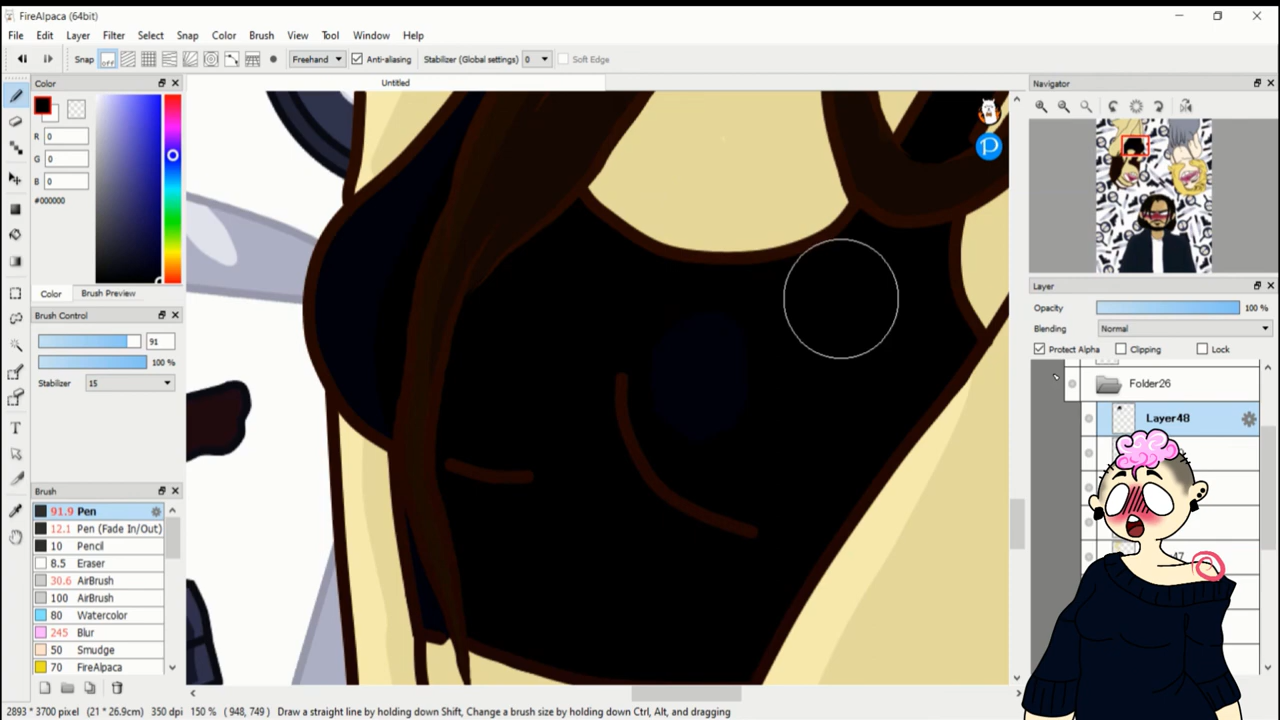 FireAlpaca (64bit)
File Edit Layer Filter Select Snap Color Brush View Tool Window Help
Snap off Freehand Anti-aliasing Stabilizer (Global settings) 0 Soft Edge
Color
Untitled
Navigator
R 0
G 0
B 0
#000000
Color Brush Preview
Brush Control
91
100 %
Stabilizer 15
Brush
91.9 Pen
12.1 Pen (Fade In/Out)
10 Pencil
8.5 Eraser
30.6 AirBrush
100 AirBrush
80 Watercolor
245 Blur
50 Smudge
70 FireAlpaca
P
Layer
Opacity 100 %
Blending Normal
Protect Alpha Clipping Lock
Folder26
Layer48
47
2893 * 3700 pixel (21 * 26.9cm) 350 dpi 150 % ( 948, 749 ) Draw a straight line by holding down Shift, Change a brush size by holding down Ctrl, Alt, and dragging